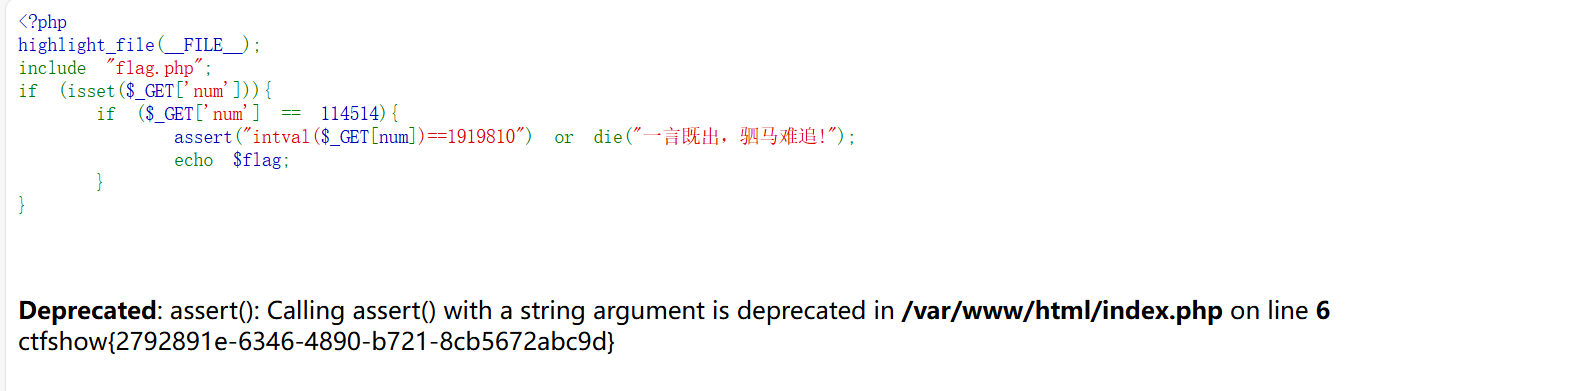 <?php
highlight_file(__FILE__);
include "flag.php";
if (isset($_GET['num'])){
if ($_GET['num'] == 114514){
assert("intval($_GET[num])==1919810") or die("一言既出，驷马难追!");
echo $flag;
}
}
Deprecated: assert(): Calling assert() with a string argument is deprecated in /var/www/html/index.php on line 6
ctfshow{2792891e-6346-4890-b721-8cb5672abc9d}